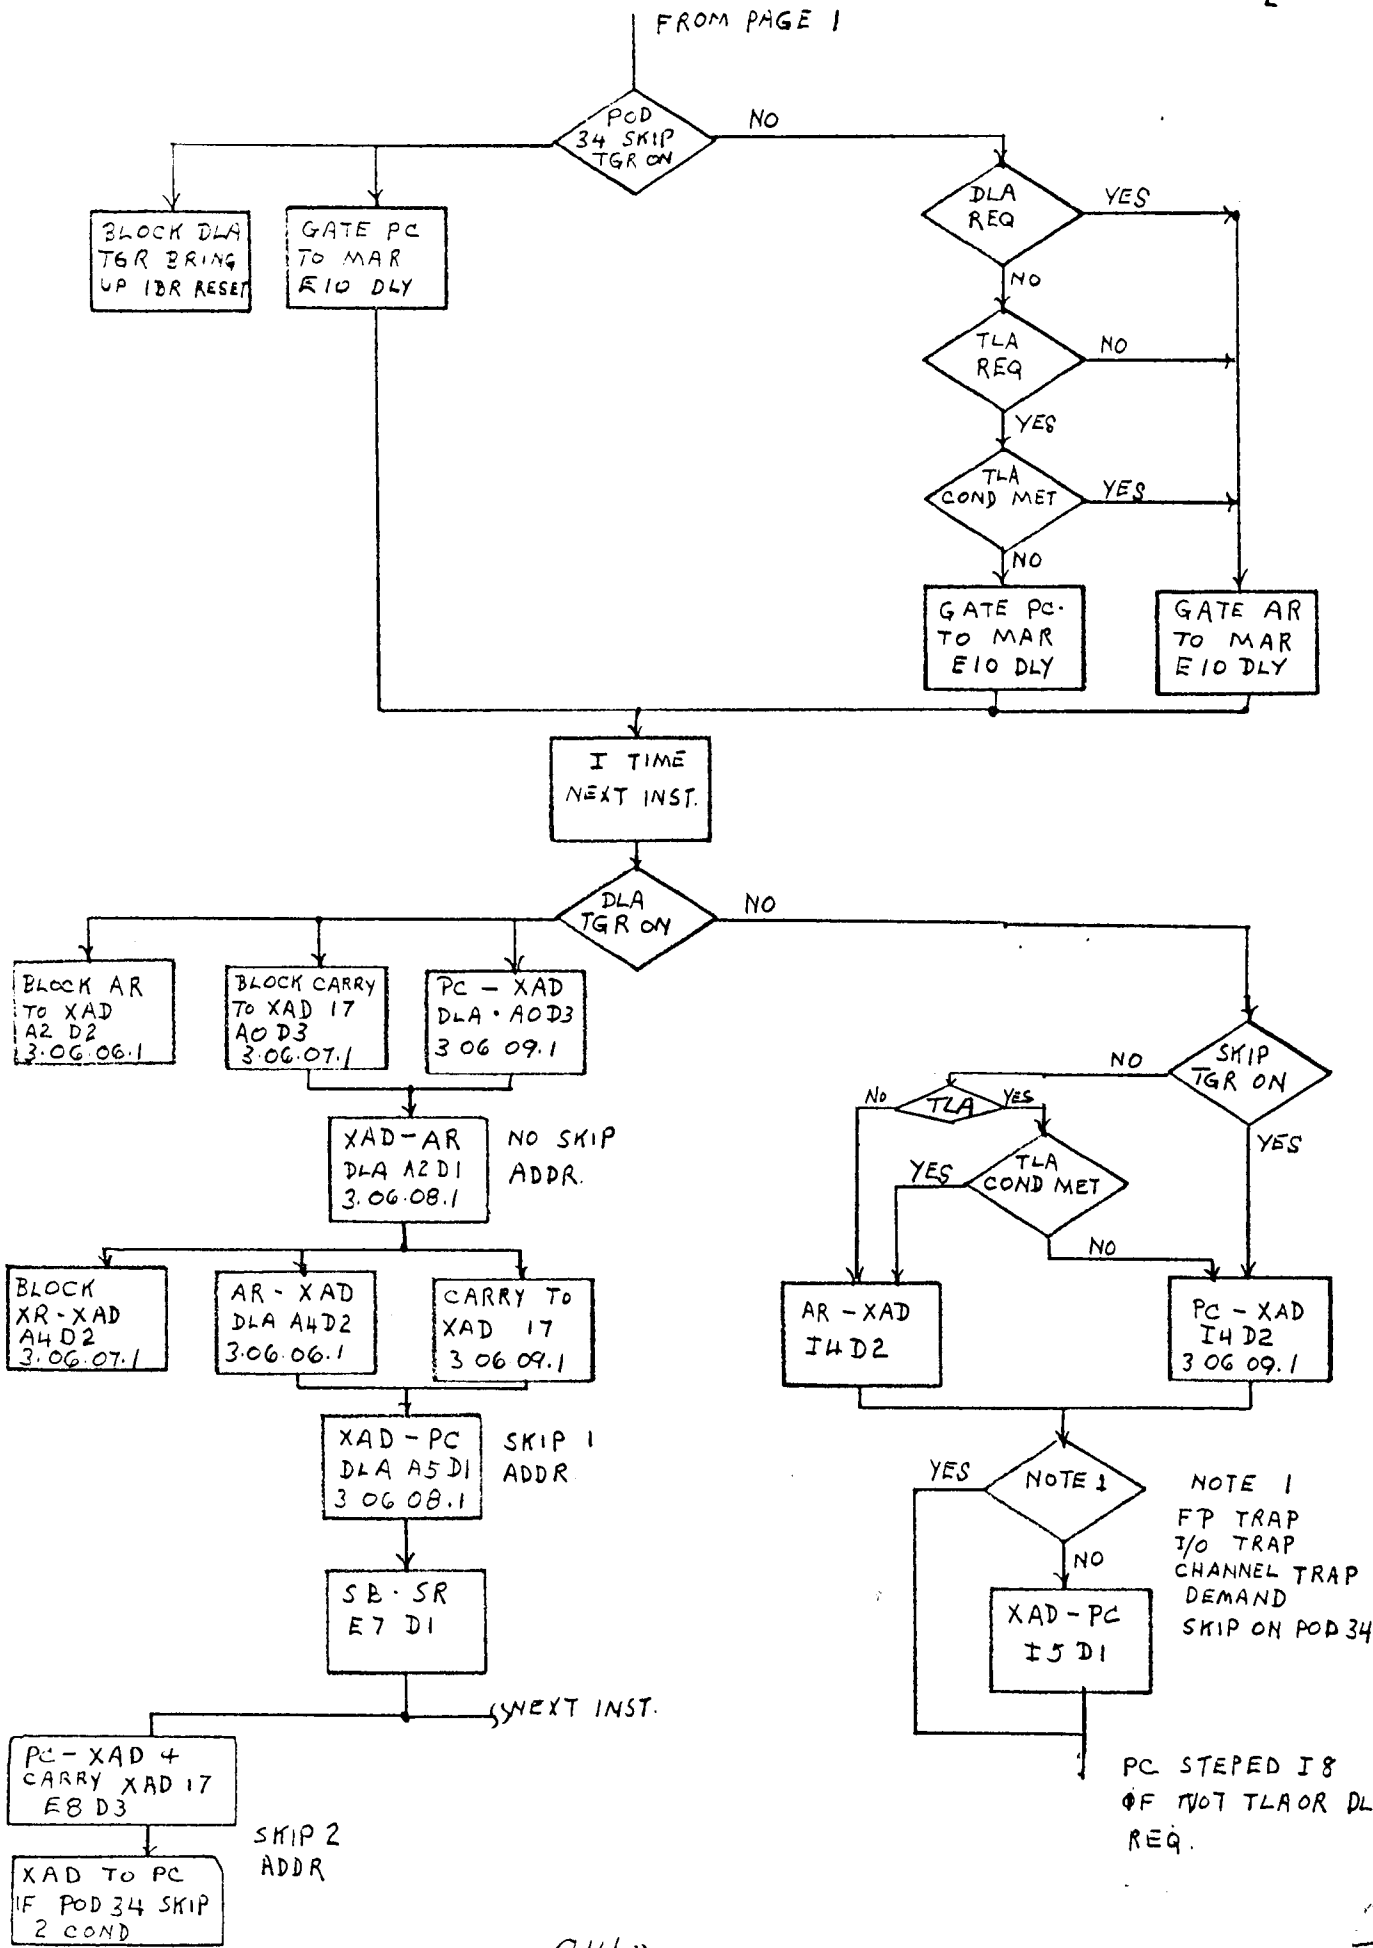 2
FROM PAGE 1
POD
34 SKIP
TGR ON
NO
BLOCK DLA
TGR BRING
UP IBR RESET
GATE PC
TO MAR
E10 DLY
DLA
REQ
YES
NO
TLA
REQ
NO
YES
TLA
COND MET
YES
NO
GATE PC.
TO MAR
E10 DLY
GATE AR
TO MAR
E10 DLY
I TIME
NEXT INST.
DLA
TGR ON
NO
BLOCK AR
TO XAD
A2 D2
3.06.06.1
BLOCK CARRY
TO XAD 17
A0 D3
3.06.07.1
PC - XAD
DLA . A0 D3
3 06 09.1
SKIP
TGR ON
NO
YES
TLA
NO
YES
TLA
COND MET
YES
NO
XAD-AR
DLA A2 D1
3.06.08.1
NO SKIP
ADDR.
BLOCK
XR-XAD
A4 D2
3.06.07.1
AR - XAD
DLA A4D2
3.06.06.1
CARRY TO
XAD 17
3 06 09.1
AR - XAD
I4 D2
PC - XAD
I4 D2
3 06 09.1
XAD - PC
DLA A5 D1
3 06 08.1
SKIP 1
ADDR
NOTE 1
YES
NO
NOTE 1
FP TRAP
I/O TRAP
CHANNEL TRAP
DEMAND
SKIP ON POD 34
SB . SR
E7 D1
XAD - PC
I5 D1
NEXT INST.
PC - XAD 4
CARRY XAD 17
E8 D3
SKIP 2
ADDR
XAD TO PC
IF POD 34 SKIP
2 COND
PC STEPED I8
IF NOT TLA OR DL
REQ.